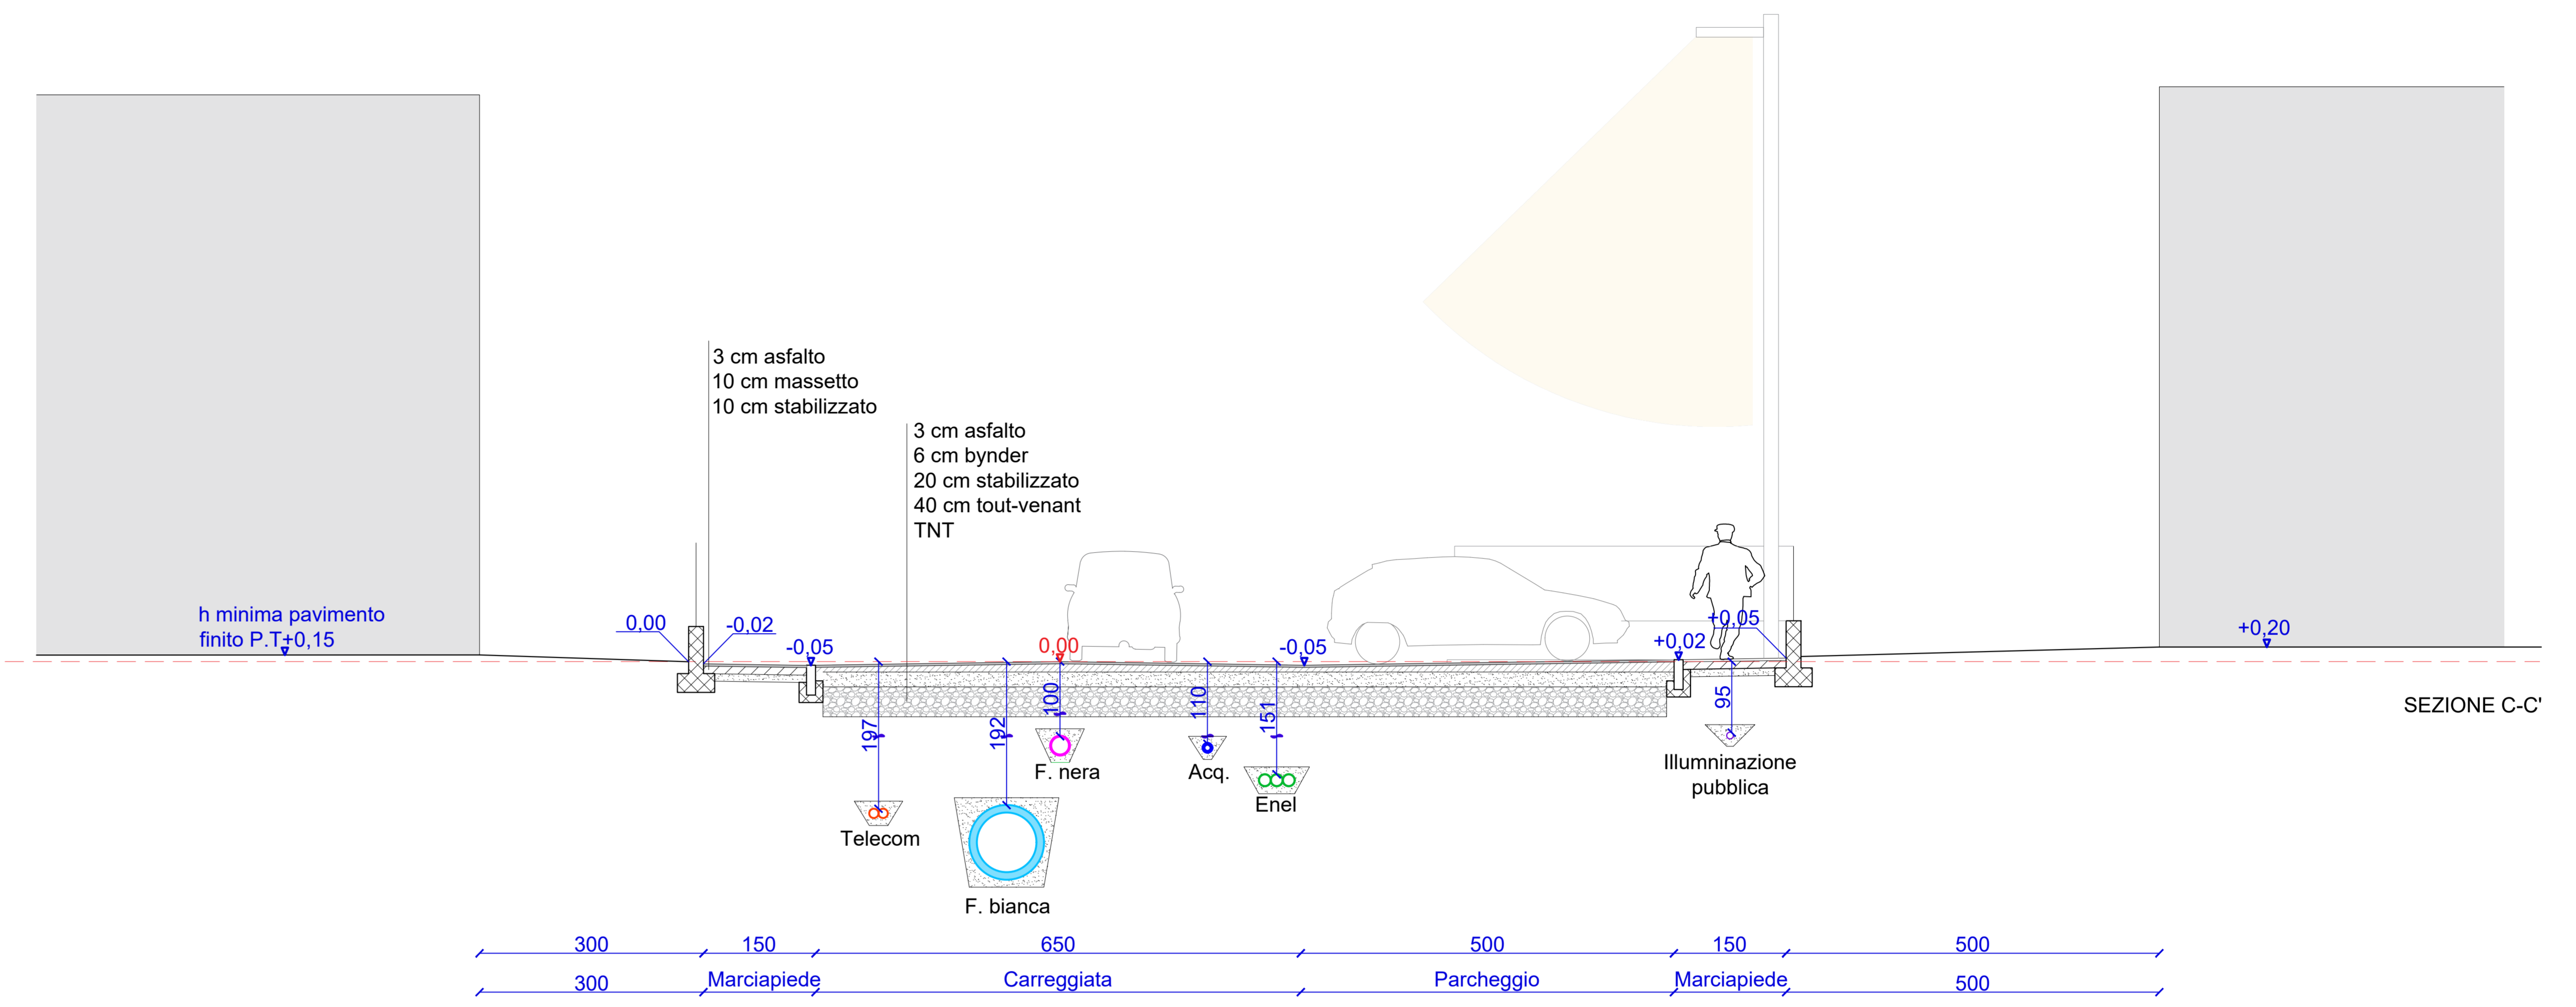 3 cm asfalto
10 cm massetto
10 cm stabilizzato
3 cm asfalto
6 cm bynder
20 cm stabilizzato
40 cm tout-venant
TNT
h minima pavimento
finito P.T+0,15
0,00
-0,02
-0,05
0,00
-0,05
+0,02
+0,05
+0,20
197
192
100
110
151
95
SEZIONE C-C'
Telecom
F. bianca
F. nera
Acq.
Enel
Illumninazione
pubblica
300
150
650
500
150
500
300
Marciapiede
Carreggiata
Parcheggio
Marciapiede
500